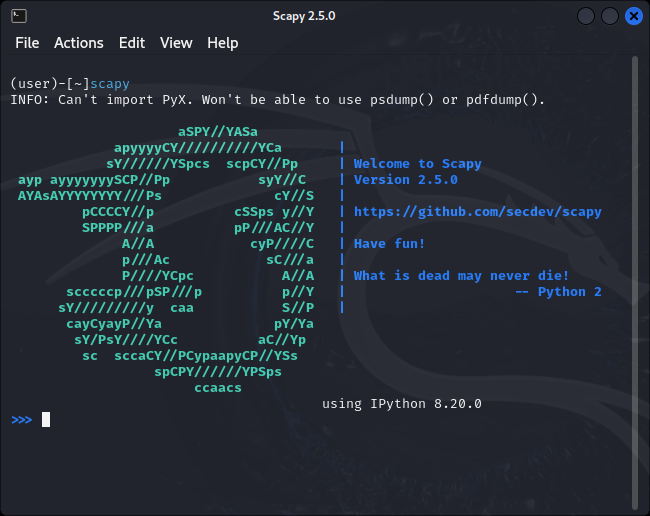 Scapy 2.5.0
File Actions Edit View Help
(user)-[~]scapy
INFO: Can't import PyX. Won't be able to use psdump() or pdfdump().
                     aSPY//YASa
             apyyyyCY//////////YCa       |
            sY//////YSpcs  scpCY//Pp     | Welcome to Scapy
 ayp ayyyyyyySCP//Pp           syY//C    | Version 2.5.0
 AYAsAYYYYYYYY///Ps              cY//S   |
         pCCCCY//p          cSSps y//Y   | https://github.com/secdev/scapy
         SPPPP///a          pP///AC//Y   |
              A//A            cyP////C   | Have fun!
              p///Ac            sC///a   |
              P////YCpc           A//A   | What is dead may never die!
       scccccp///pSP///p          p//Y   |                     -- Python 2
      sY/////////y  caa           S//P   |
       cayCyayP//Ya              pY/Ya
        sY/PsY////YCc          aC//Yp
         sc  sccaCY//PCypaapyCP//YSs
                  spCPY//////YPSps
                       ccaacs
                                       using IPython 8.20.0
>>>